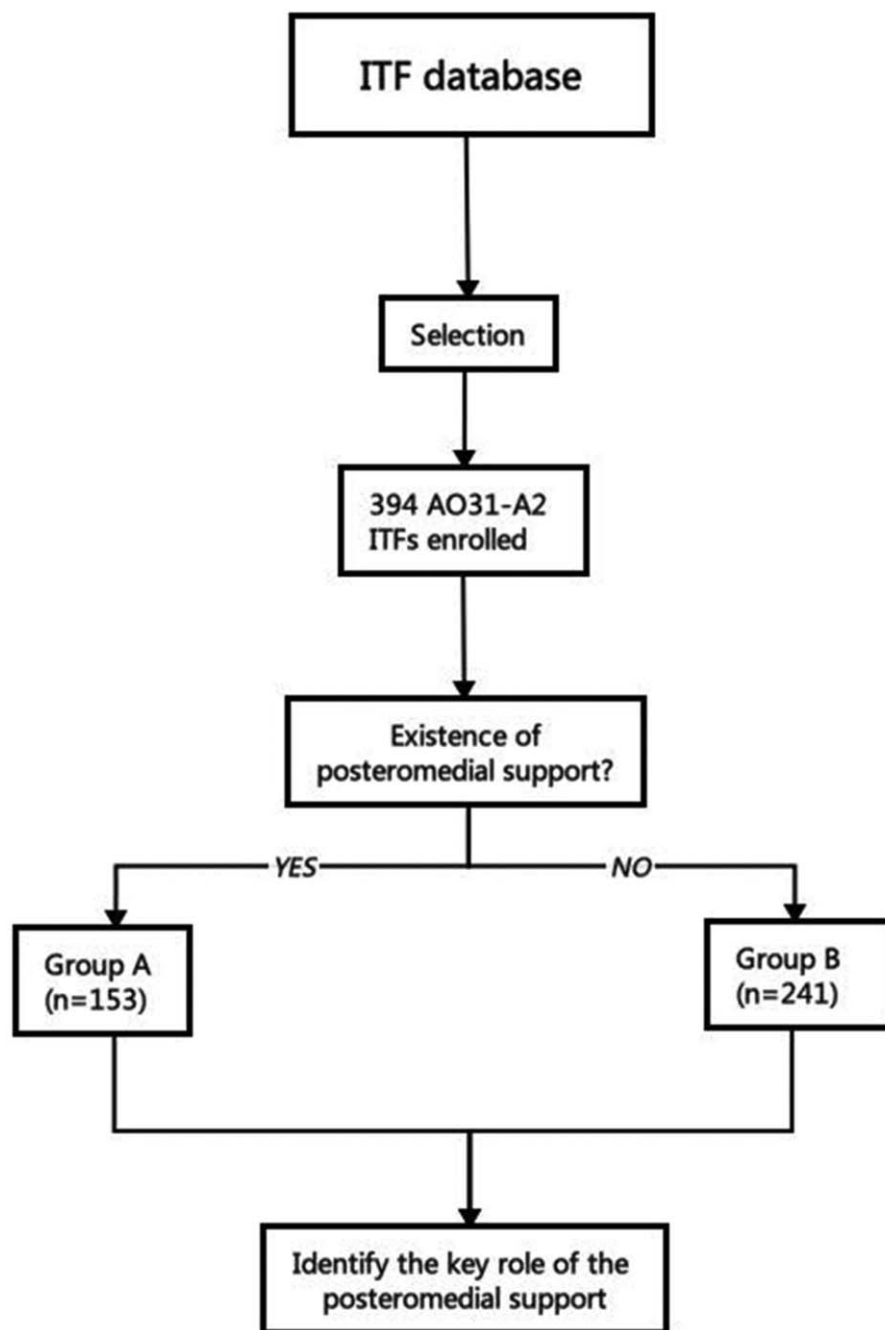 ITF database
Selection
394 AO31-A2
ITFs enrolled
Existence of
posteromedial support?
YES
NO
Group A
(n=153)
Group B
(n=241)
Identify the key role of the
posteromedial support